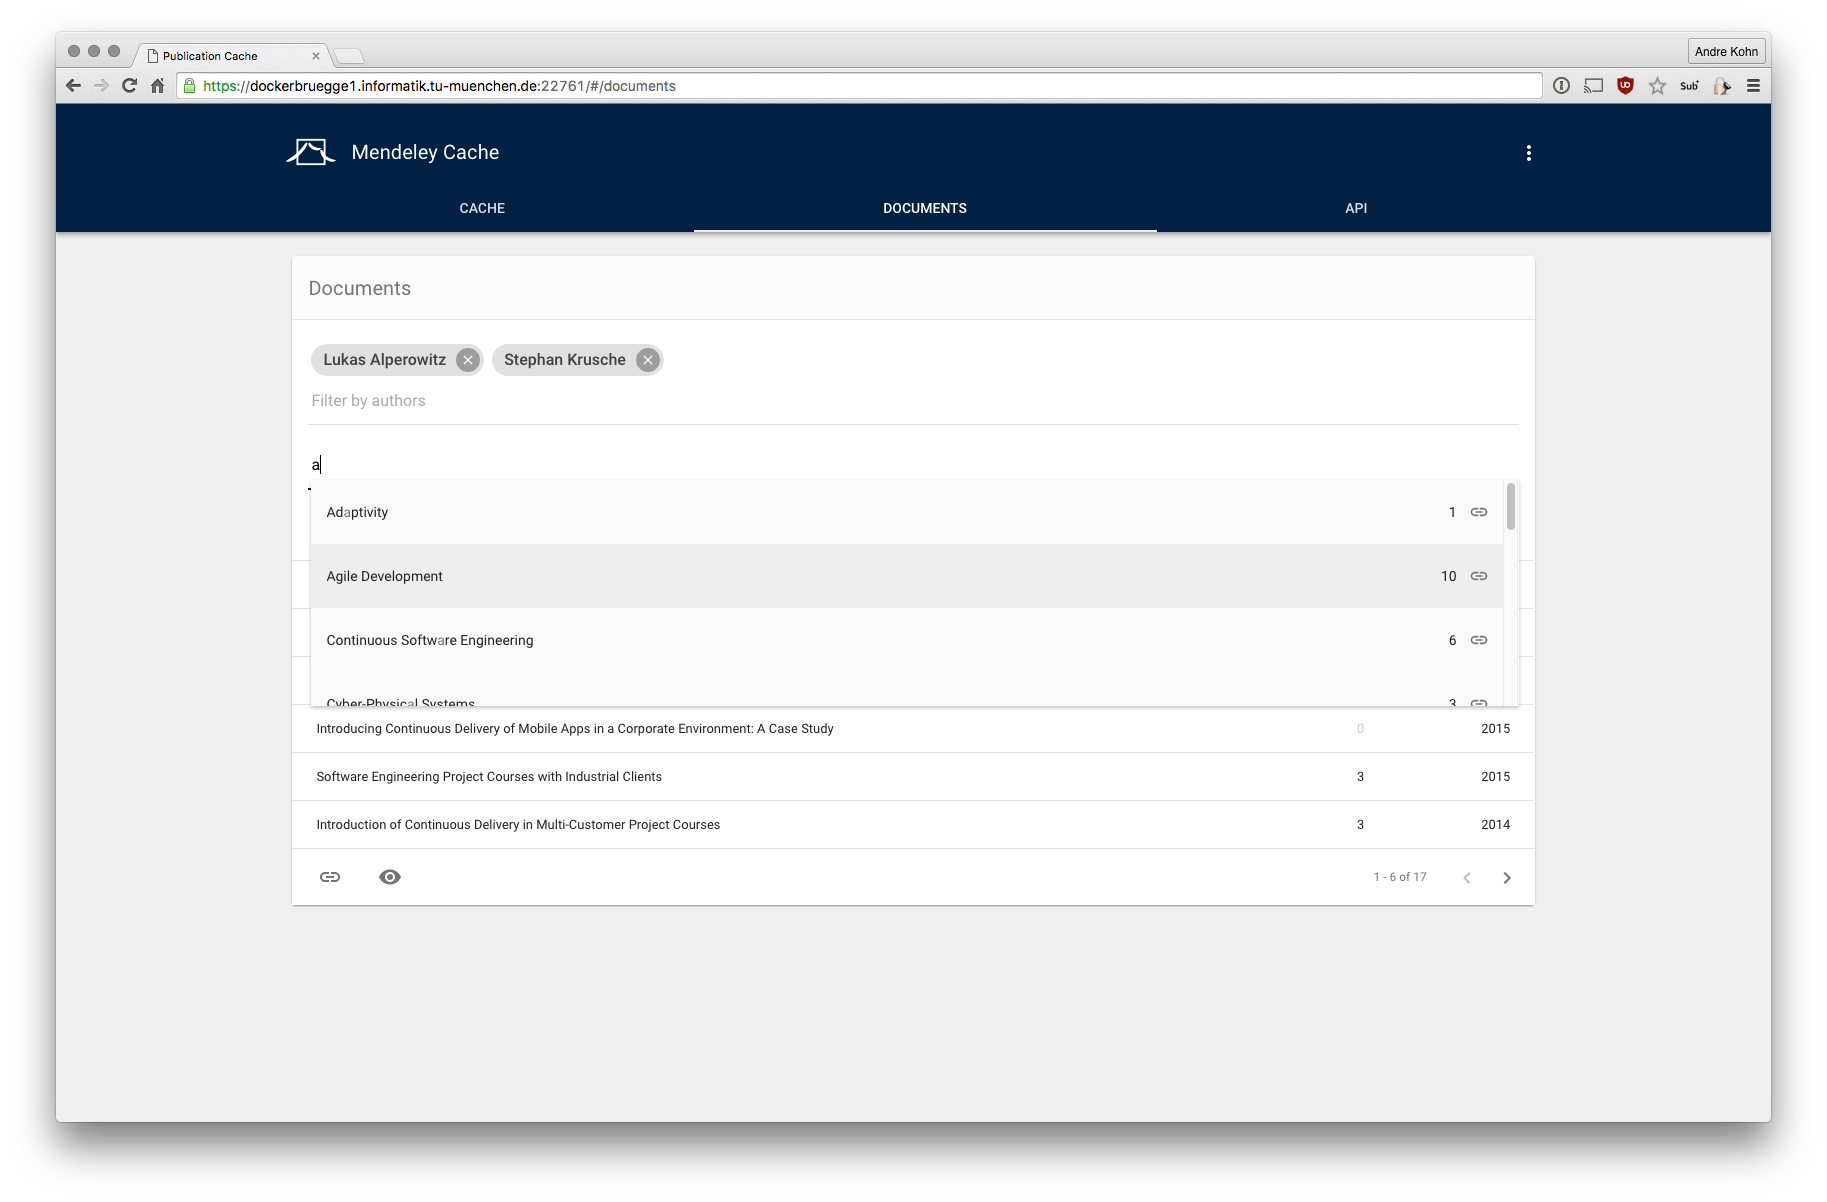 Publication Cache
Andre Kohn
https://dockerbruegge1.informatik.tu-muenchen.de:22761/#/documents
Sub
Mendeley Cache
CACHE DOCUMENTS API
Documents
Lukas Alperowitz Stephan Krusche
Filter by authors
a
Adaptivity 1
Agile Development 10
Continuous Software Engineering 6
Cyber-Physical Systems 3
Introducing Continuous Delivery of Mobile Apps in a Corporate Environment: A Case Study 0 2015
Software Engineering Project Courses with Industrial Clients 3 2015
Introduction of Continuous Delivery in Multi-Customer Project Courses 3 2014
1 - 6 of 17